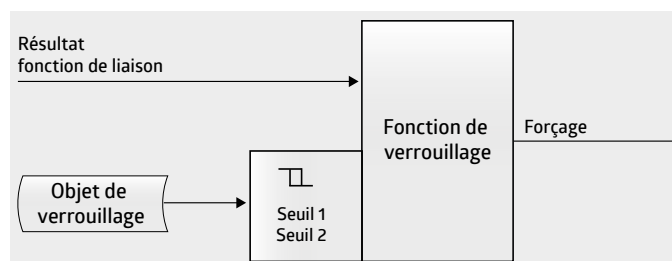 Résultat
fonction de liaison
Fonction de
verrouillage
Forçage
Objet de
verrouillage
Seuil 1
Seuil 2